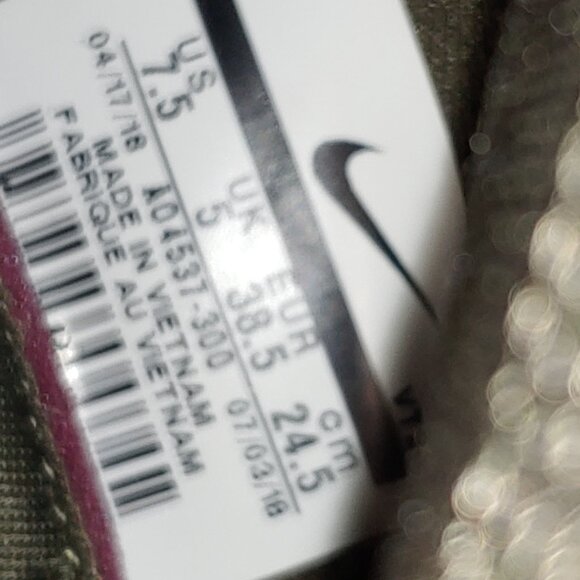 US UK EUR cm
7.5 5 38.5 24.5
04/17/18 AO4537-300 07/03/18
MADE IN VIETNAM
FABRIQUE AU VIETNAM